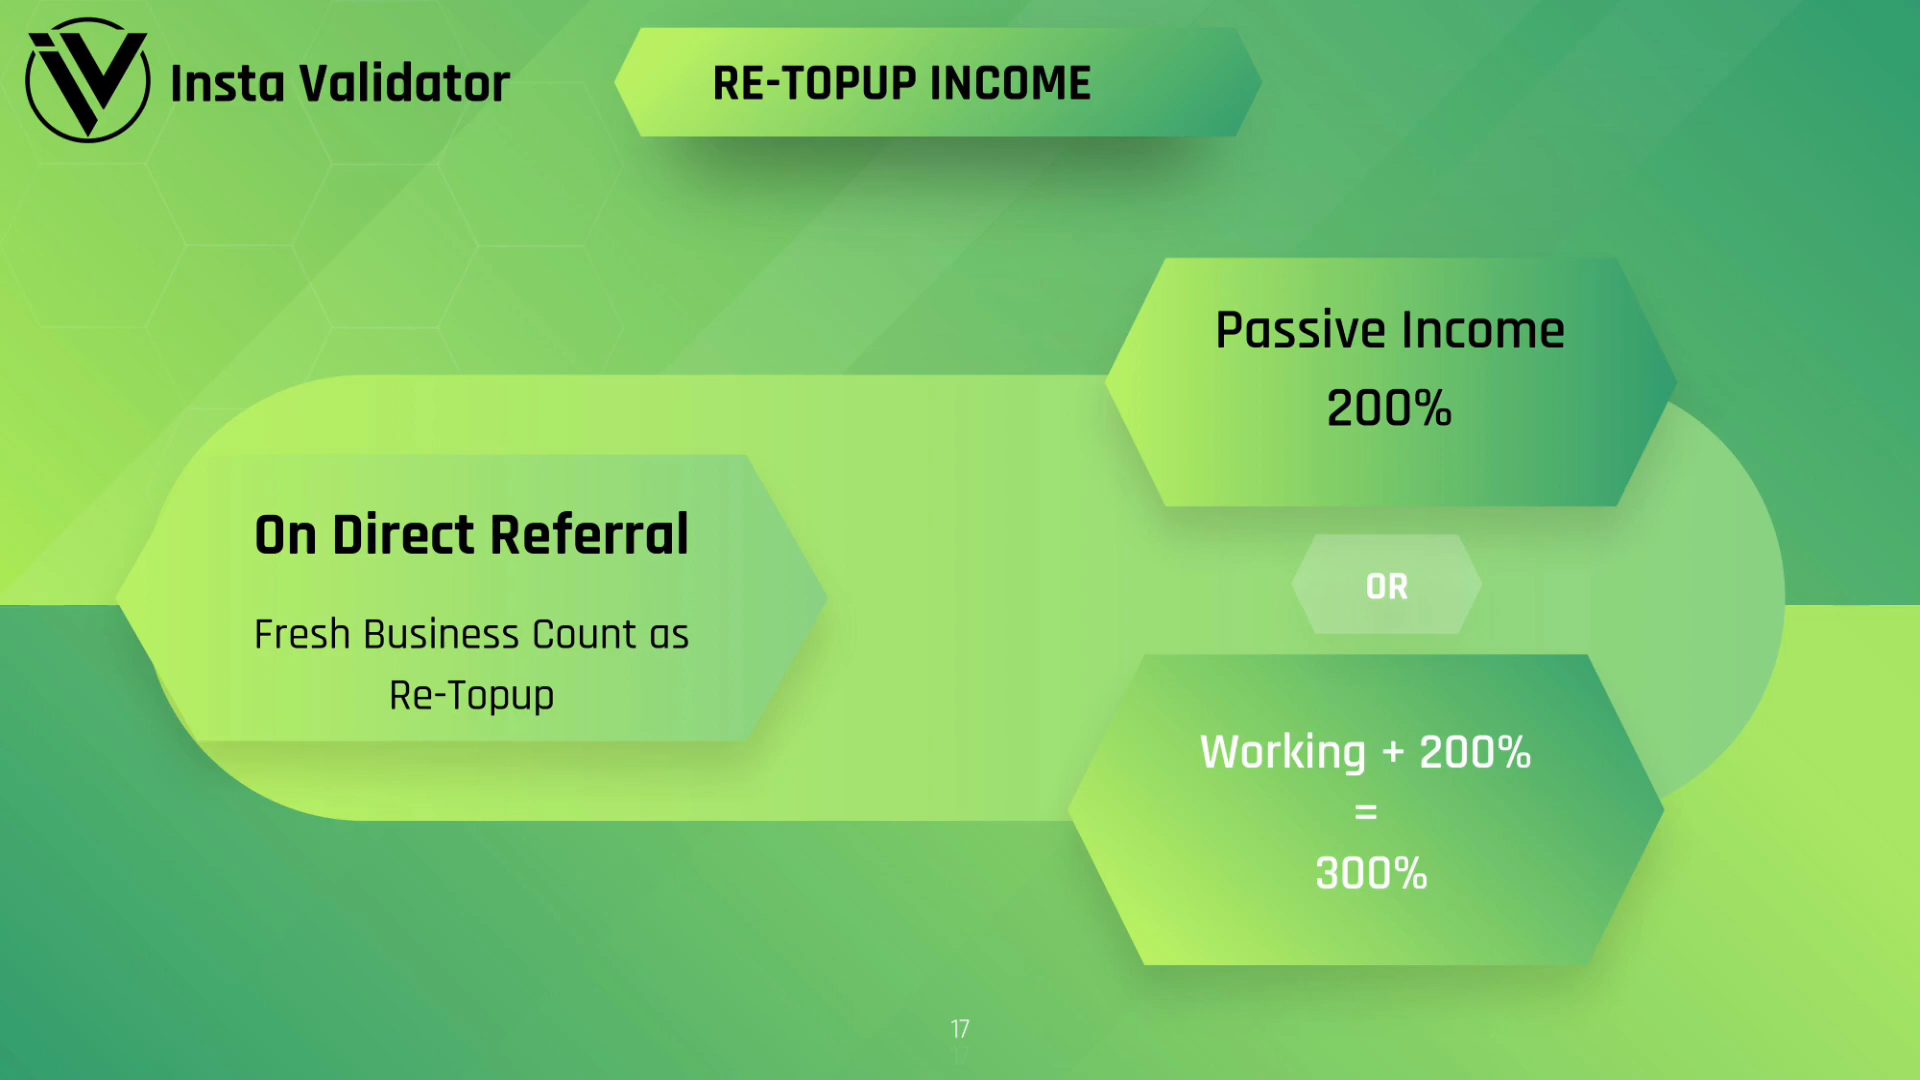 Insta Validator
RE-TOPUP INCOME
On Direct Referral
Fresh Business Count as
Re-Topup
Passive Income
200%
OR
Working + 200%
=
300%
17